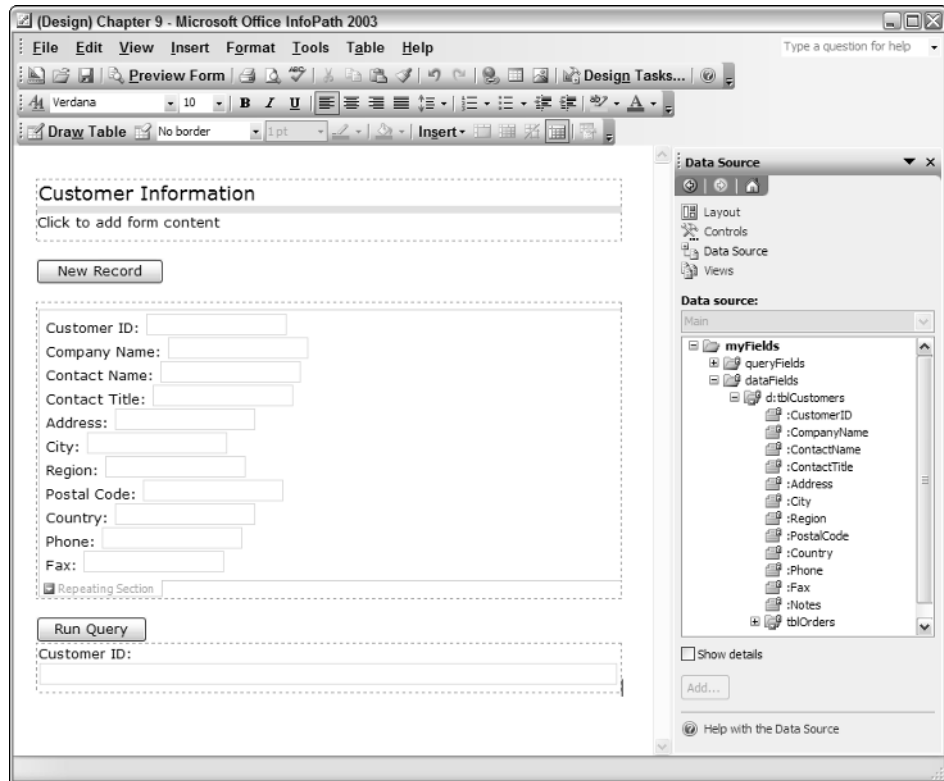 (Design) Chapter 9 - Microsoft Office InfoPath 2003
File Edit View Insert Format Tools Table Help
Type a question for help
Preview Form Design Tasks...
Verdana 10 B I U A
Draw Table No border 1 pt Insert
Customer Information
Click to add form content
New Record
Customer ID:
Company Name:
Contact Name:
Contact Title:
Address:
City:
Region:
Postal Code:
Country:
Phone:
Fax:
Repeating Section
Run Query
Customer ID:
Data Source
Layout
Controls
Data Source
Views
Data source:
Main
myFields
queryFields
dataFields
d:tblCustomers
:CustomerID
:CompanyName
:ContactName
:ContactTitle
:Address
:City
:Region
:PostalCode
:Country
:Phone
:Fax
:Notes
tblOrders
Show details
Add...
Help with the Data Source